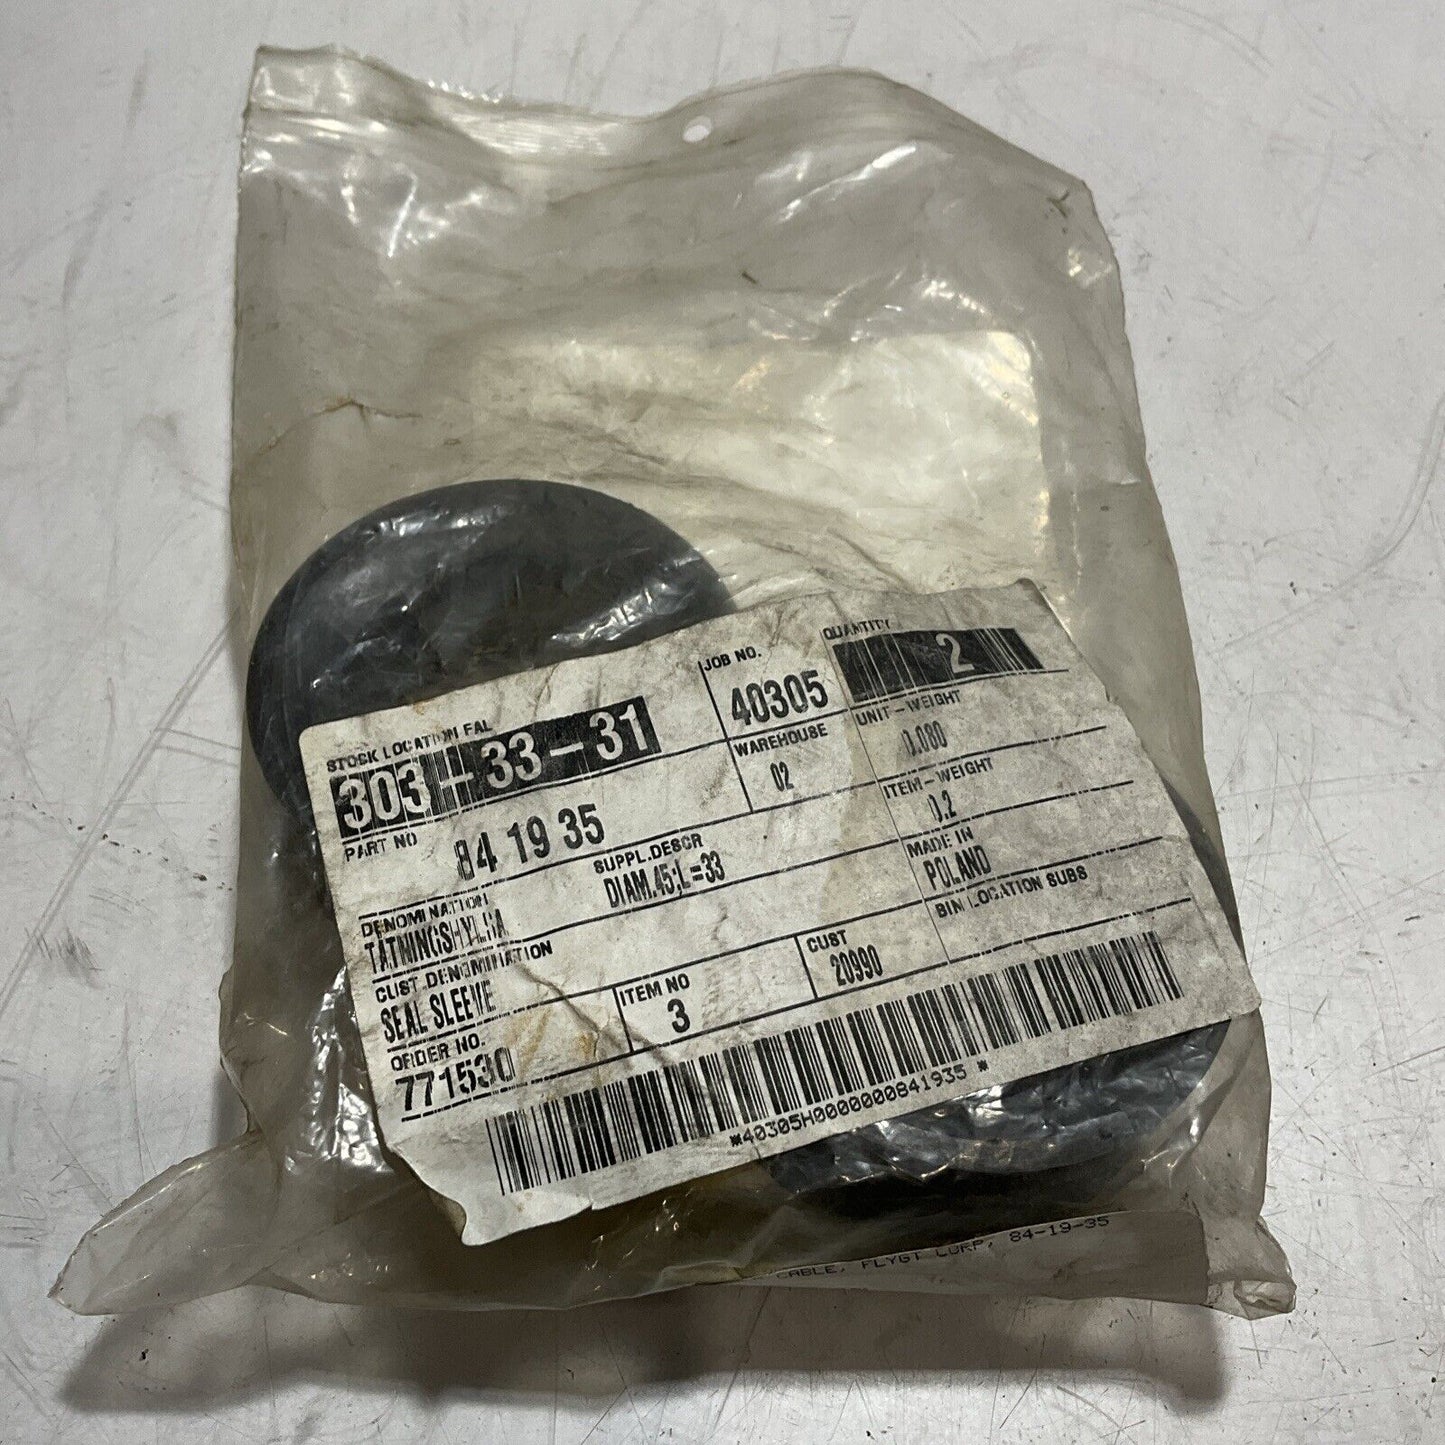 STOCK LOCATION FAL
303-33-31
JOB NO.
40305
QUANTITY
2
PART NO
84 19 35
WAREHOUSE
02
UNIT-WEIGHT
0.080
SUPPL.DESCR
DIAM.45;L=33
ITEM-WEIGHT
0.2
DENOMINATION
TATNINGSHYLSA
MADE IN
POLAND
CUST.DENOMINATION
SEAL SLEEVE
ITEM NO
3
CUST
20990
BIN LOCATION SUBS
ORDER NO.
771530
*40305H0000000841935 *
CABLE, FLYGT CORP, 84-19-35